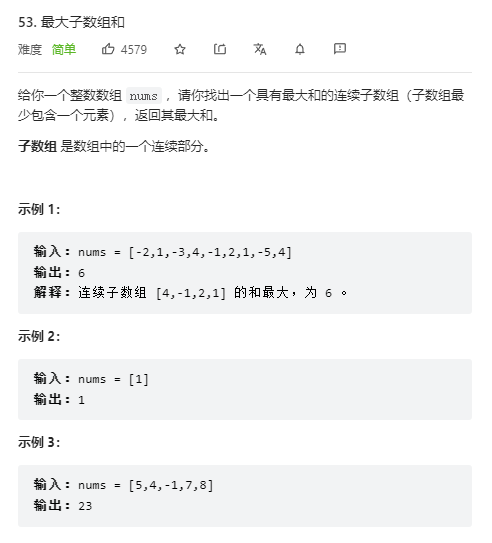 53. 最大子数组和
难度 简单 4579
给你一个整数数组 nums ，请你找出一个具有最大和的连续子数组（子数组最
少包含一个元素），返回其最大和。
子数组 是数组中的一个连续部分。
示例 1：
输入：nums = [-2,1,-3,4,-1,2,1,-5,4]
输出：6
解释：连续子数组 [4,-1,2,1] 的和最大，为 6 。
示例 2：
输入：nums = [1]
输出：1
示例 3：
输入：nums = [5,4,-1,7,8]
输出：23